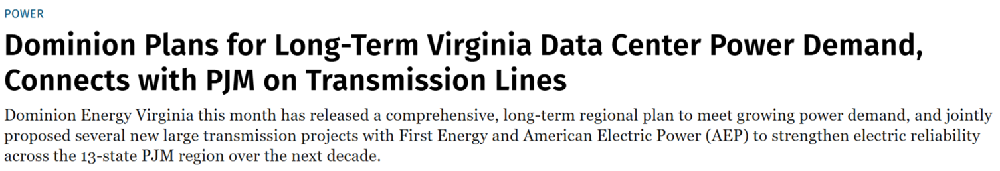 POWER
Dominion Plans for Long-Term Virginia Data Center Power Demand,
Connects with PJM on Transmission Lines
Dominion Energy Virginia this month has released a comprehensive, long-term regional plan to meet growing power demand, and jointly
proposed several new large transmission projects with First Energy and American Electric Power (AEP) to strengthen electric reliability
across the 13-state PJM region over the next decade.